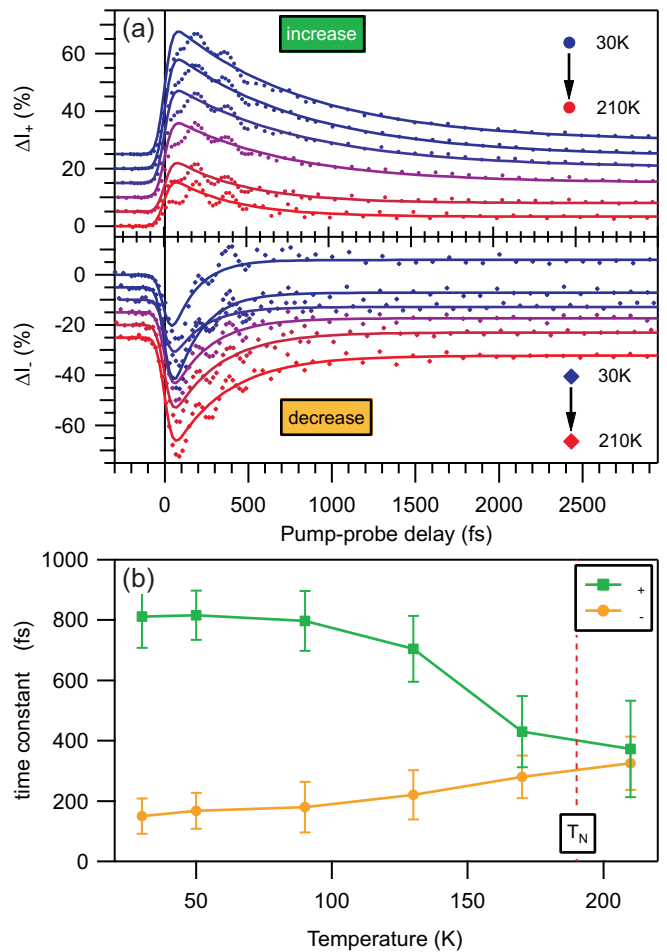 (a)
increase
30K
210K
ΔI+ (%)
60
40
20
0
ΔI- (%)
0
-20
-40
-60
30K
210K
decrease
0 500 1000 1500 2000 2500
Pump-probe delay (fs)
(b)
+
-
time constant (fs)
1000
800
600
400
200
0
TN
50 100 150 200
Temperature (K)